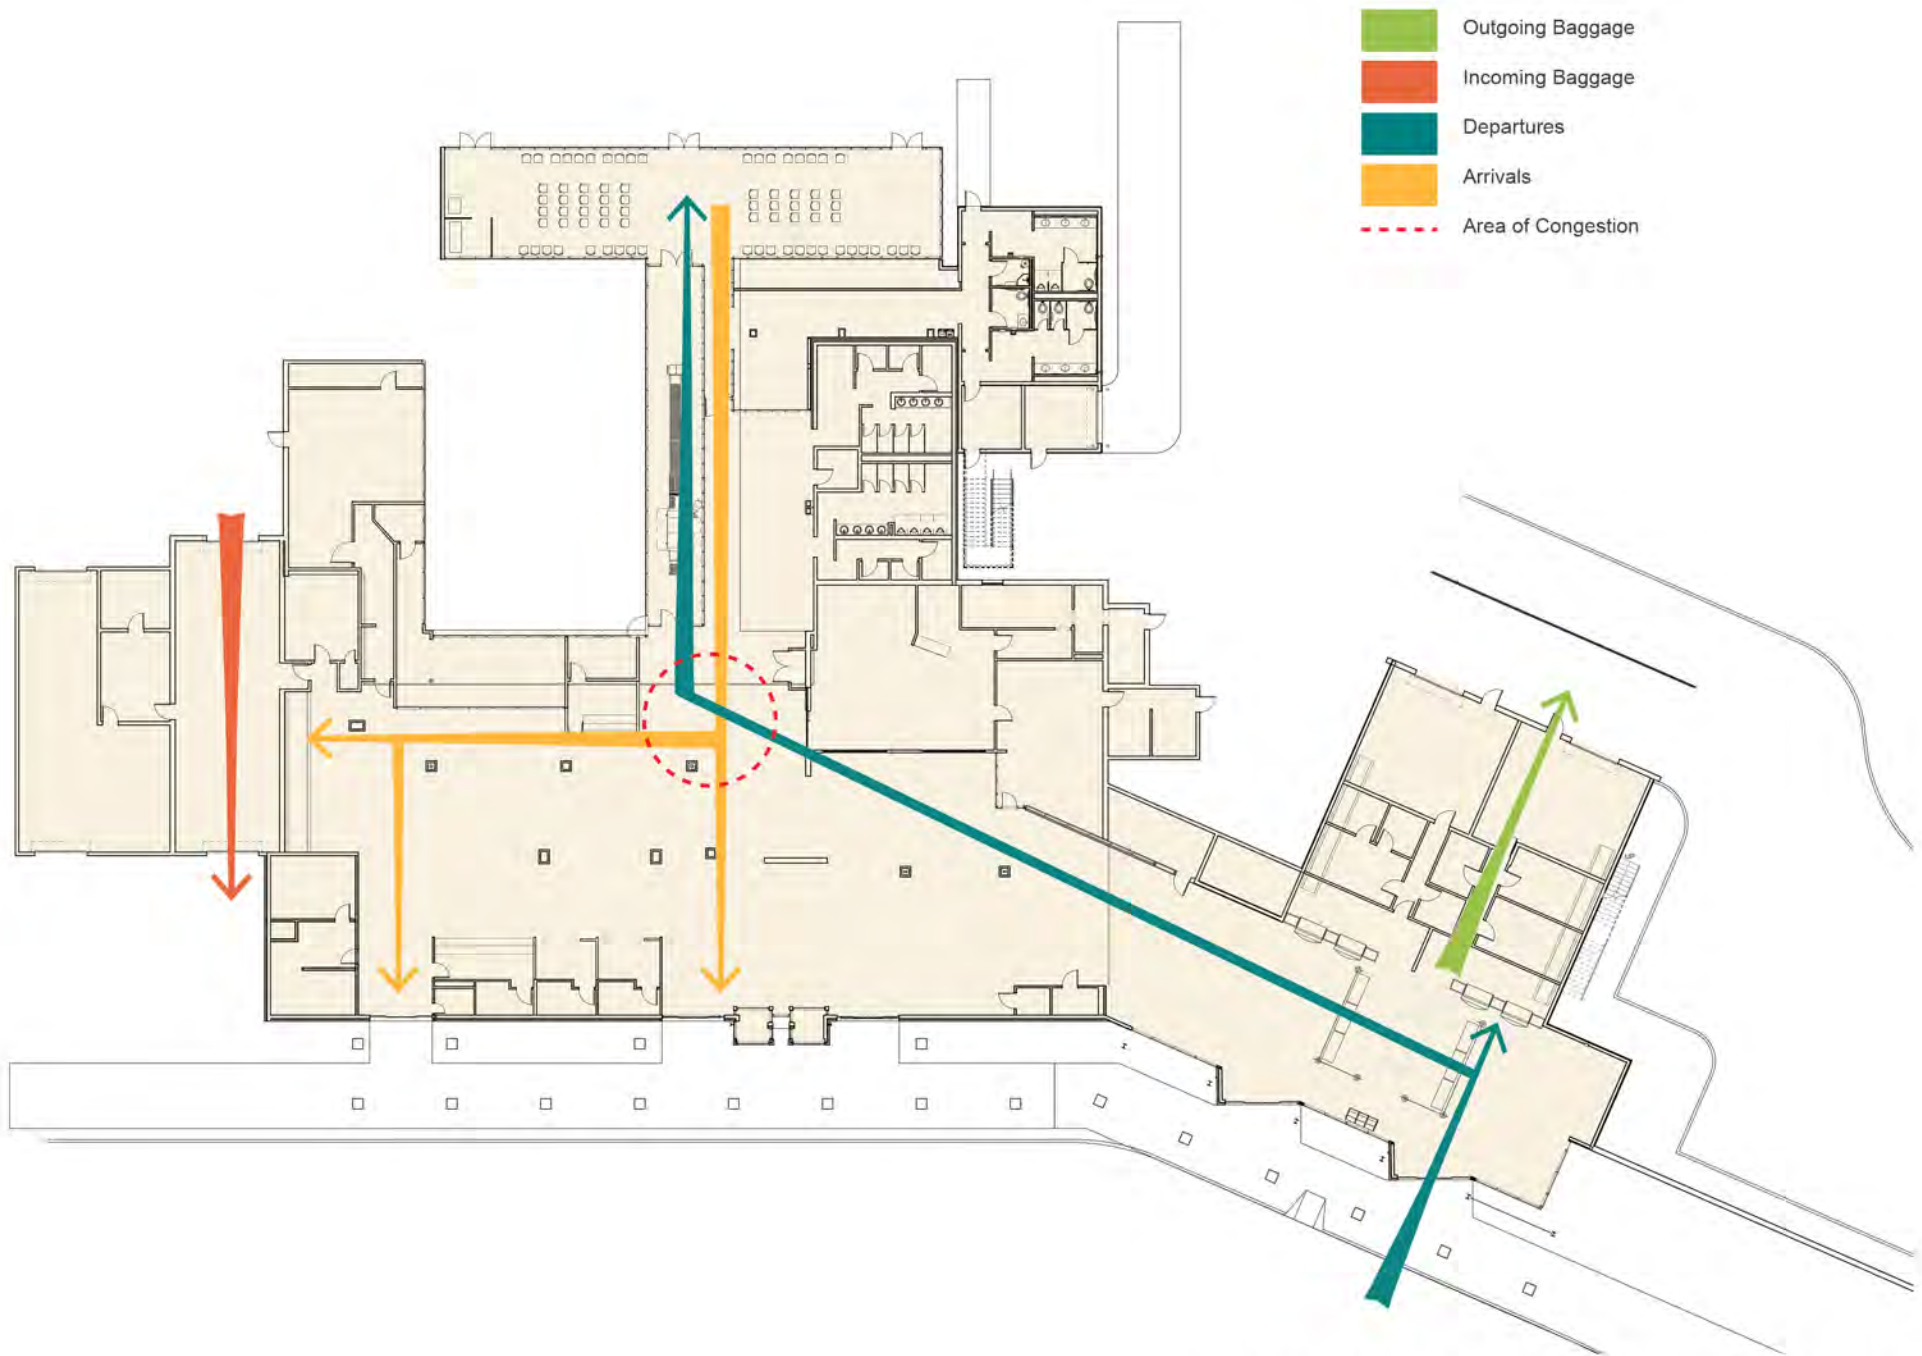 Outgoing Baggage
Incoming Baggage
Departures
Arrivals
Area of Congestion